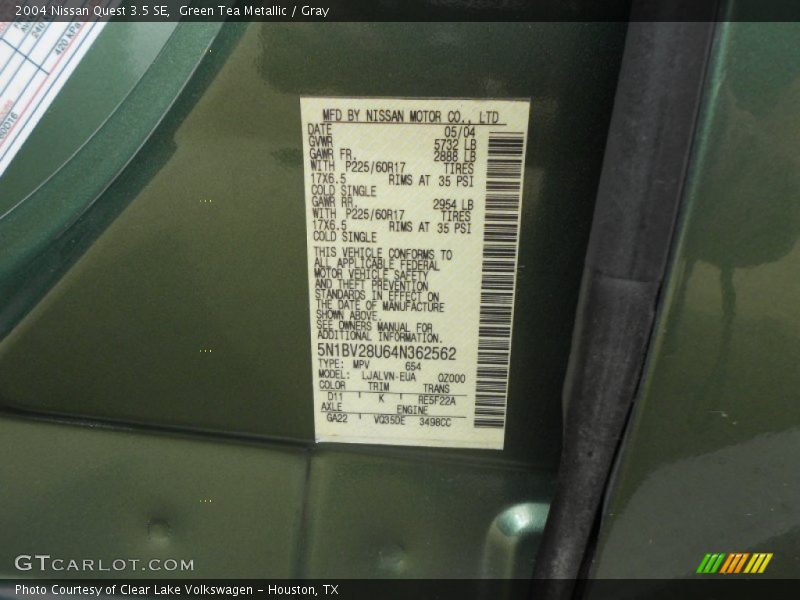 2004 Nissan Quest 3.5 SE, Green Tea Metallic / Gray
420 kPa
MFD BY NISSAN MOTOR CO., LTD
DATE 05/04
GVWR 5732 LB
GAWR FR. 2888 LB
WITH P225/60R17 TIRES
17X6.5 RIMS AT 35 PSI
COLD SINGLE
GAWR RR. 2954 LB
WITH P225/60R17 TIRES
17X6.5 RIMS AT 35 PSI
COLD SINGLE
THIS VEHICLE CONFORMS TO
ALL APPLICABLE FEDERAL
MOTOR VEHICLE SAFETY
AND THEFT PREVENTION
STANDARDS IN EFFECT ON
THE DATE OF MANUFACTURE
SHOWN ABOVE.
SEE OWNERS MANUAL FOR
ADDITIONAL INFORMATION.
5N1BV28U64N362562
TYPE: MPV 654
MODEL: LJALVN-EUA QZ000
COLOR TRIM TRANS
D11 K RE5F22A
AXLE ENGINE
GA22 VQ35DE 3498CC
GTCARLOT.COM
Photo Courtesy of Clear Lake Volkswagen - Houston, TX